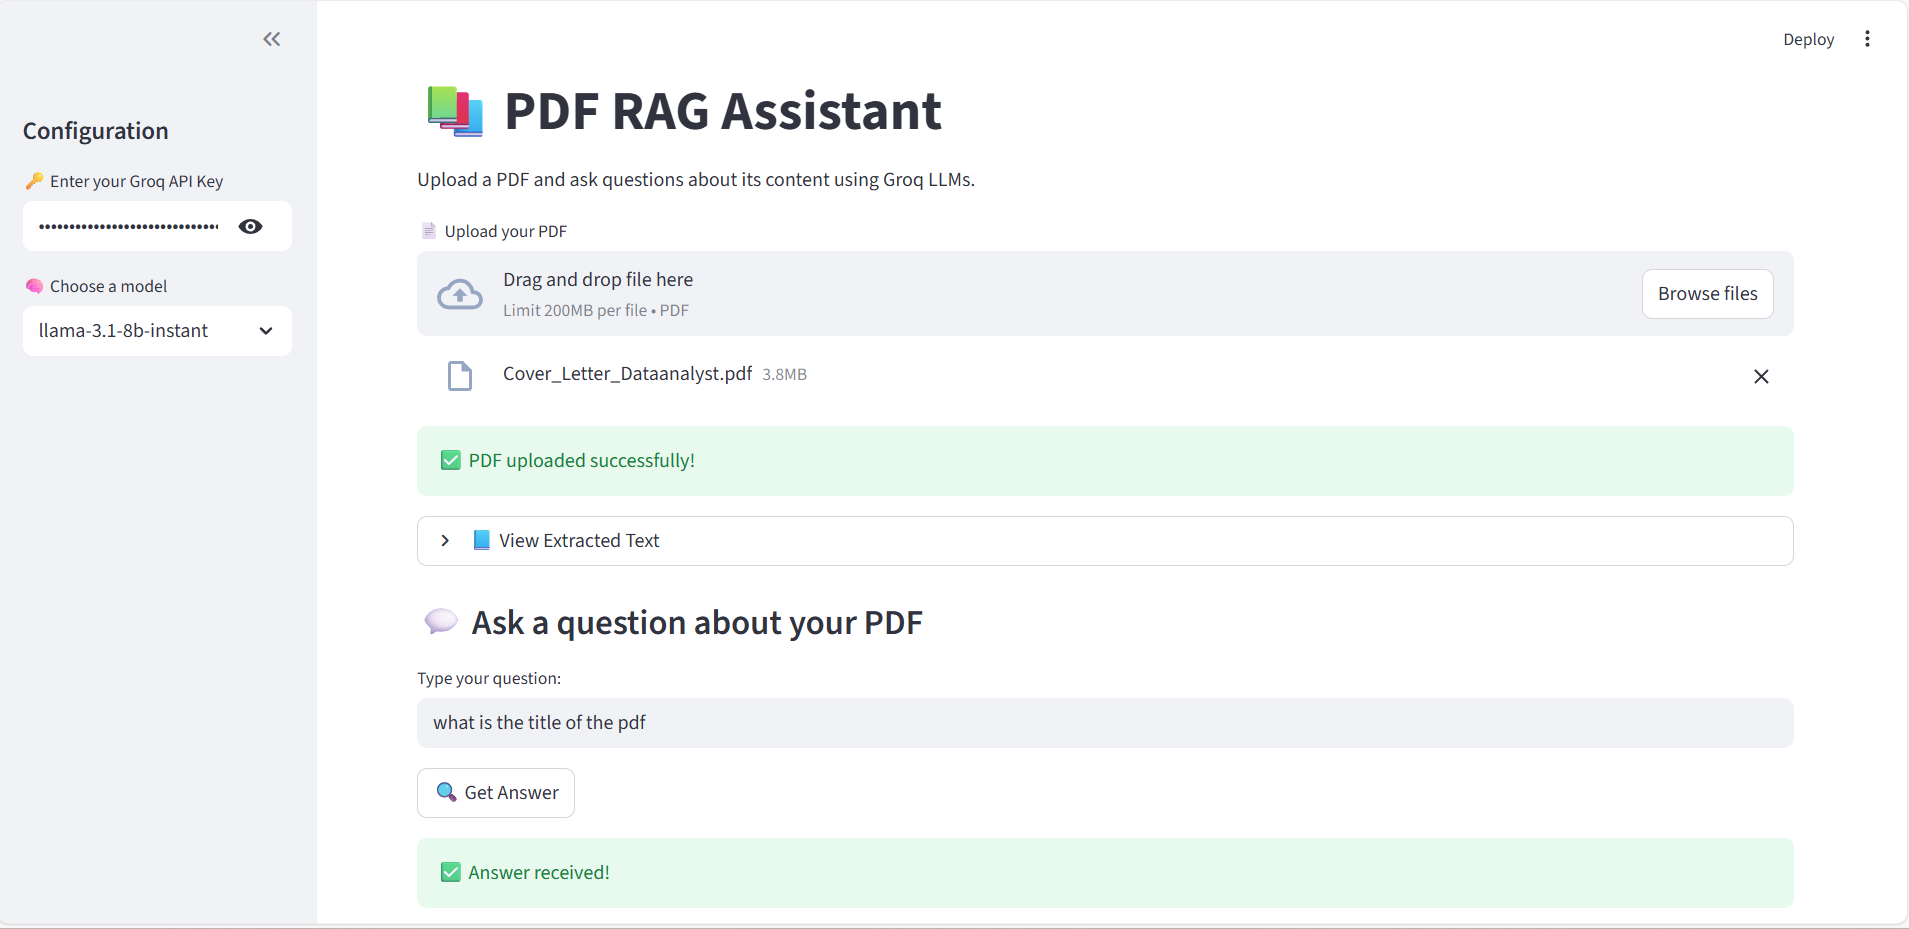 Deploy
Configuration
Enter your Groq API Key
••••••••••••••••••••••••••••••
Choose a model
llama-3.1-8b-instant
PDF RAG Assistant
Upload a PDF and ask questions about its content using Groq LLMs.
Upload your PDF
Drag and drop file here
Limit 200MB per file • PDF
Browse files
Cover_Letter_Dataanalyst.pdf 3.8MB
PDF uploaded successfully!
View Extracted Text
Ask a question about your PDF
Type your question:
what is the title of the pdf
Get Answer
Answer received!